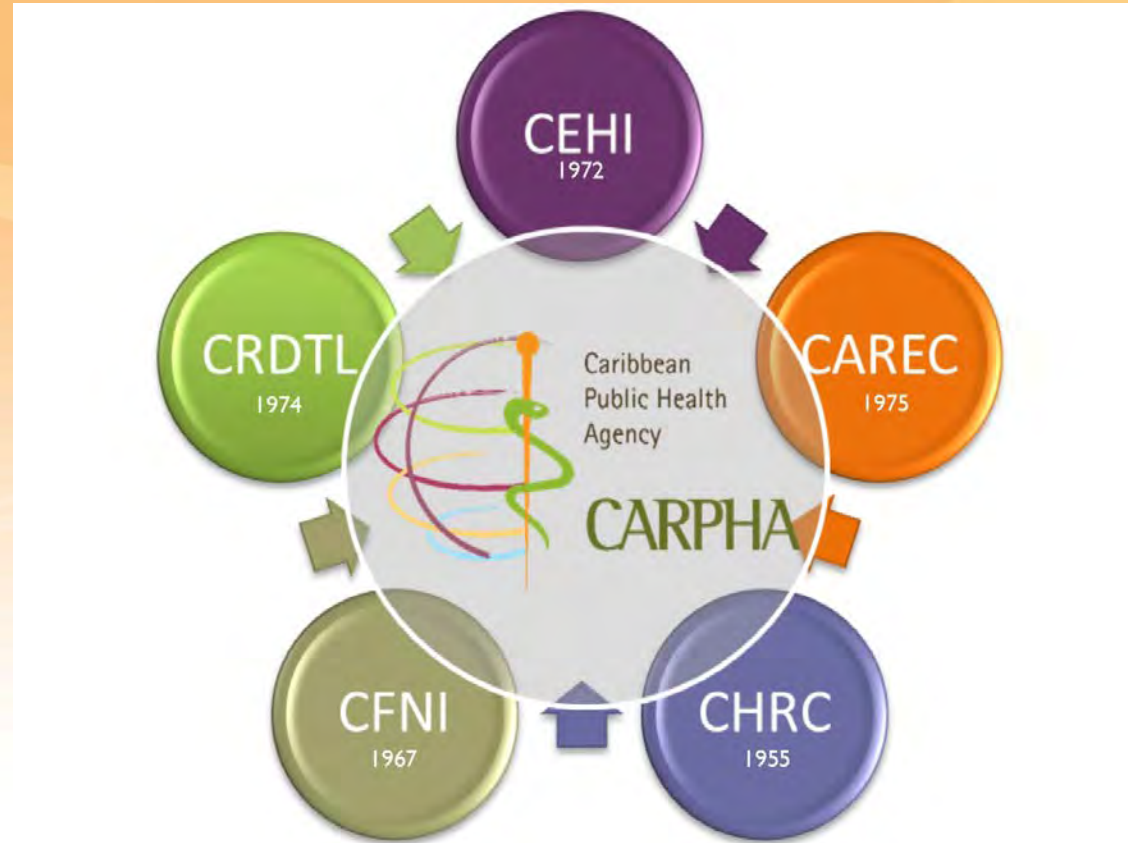 CEHI
1972
CRDTL
1974
CAREC
1975
Caribbean
Public Health
Agency
CARPHA
CFNI
1967
CHRC
1955